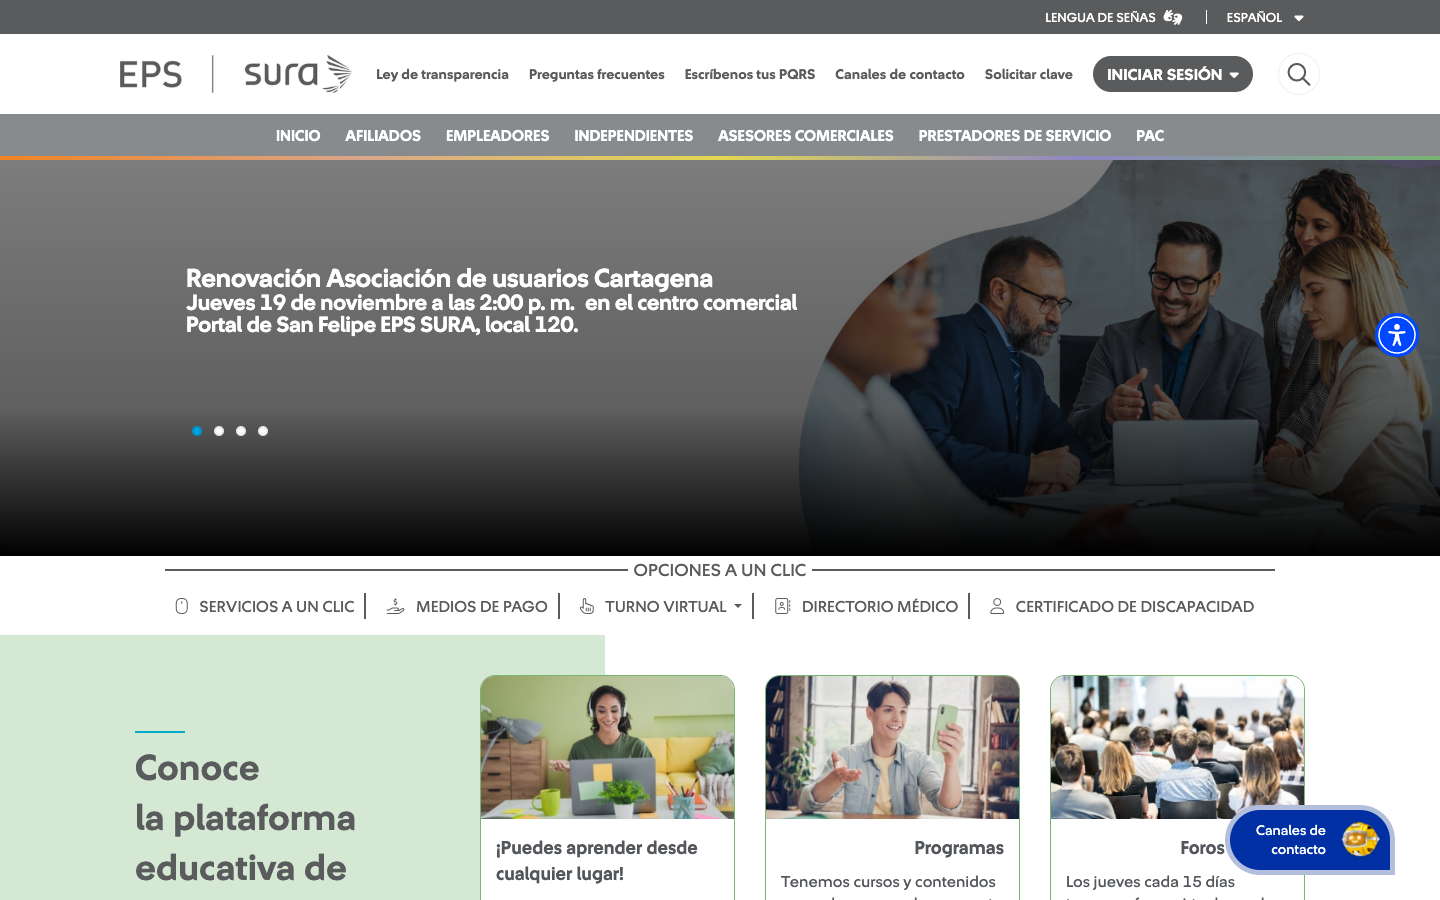 LENGUA DE SEÑAS
ESPAÑOL
EPS sura
Ley de transparencia
Preguntas frecuentes
Escríbenos tus PQRS
Canales de contacto
Solicitar clave
INICIAR SESIÓN
INICIO
AFILIADOS
EMPLEADORES
INDEPENDIENTES
ASESORES COMERCIALES
PRESTADORES DE SERVICIO
PAC
Renovación Asociación de usuarios Cartagena
Jueves 19 de noviembre a las 2:00 p. m. en el centro comercial
Portal de San Felipe EPS SURA, local 120.
OPCIONES A UN CLIC
SERVICIOS A UN CLIC
MEDIOS DE PAGO
TURNO VIRTUAL
DIRECTORIO MÉDICO
CERTIFICADO DE DISCAPACIDAD
Conoce
la plataforma
educativa de
¡Puedes aprender desde
cualquier lugar!
Programas
Tenemos cursos y contenidos
Foros
Los jueves cada 15 días
Canales de
contacto